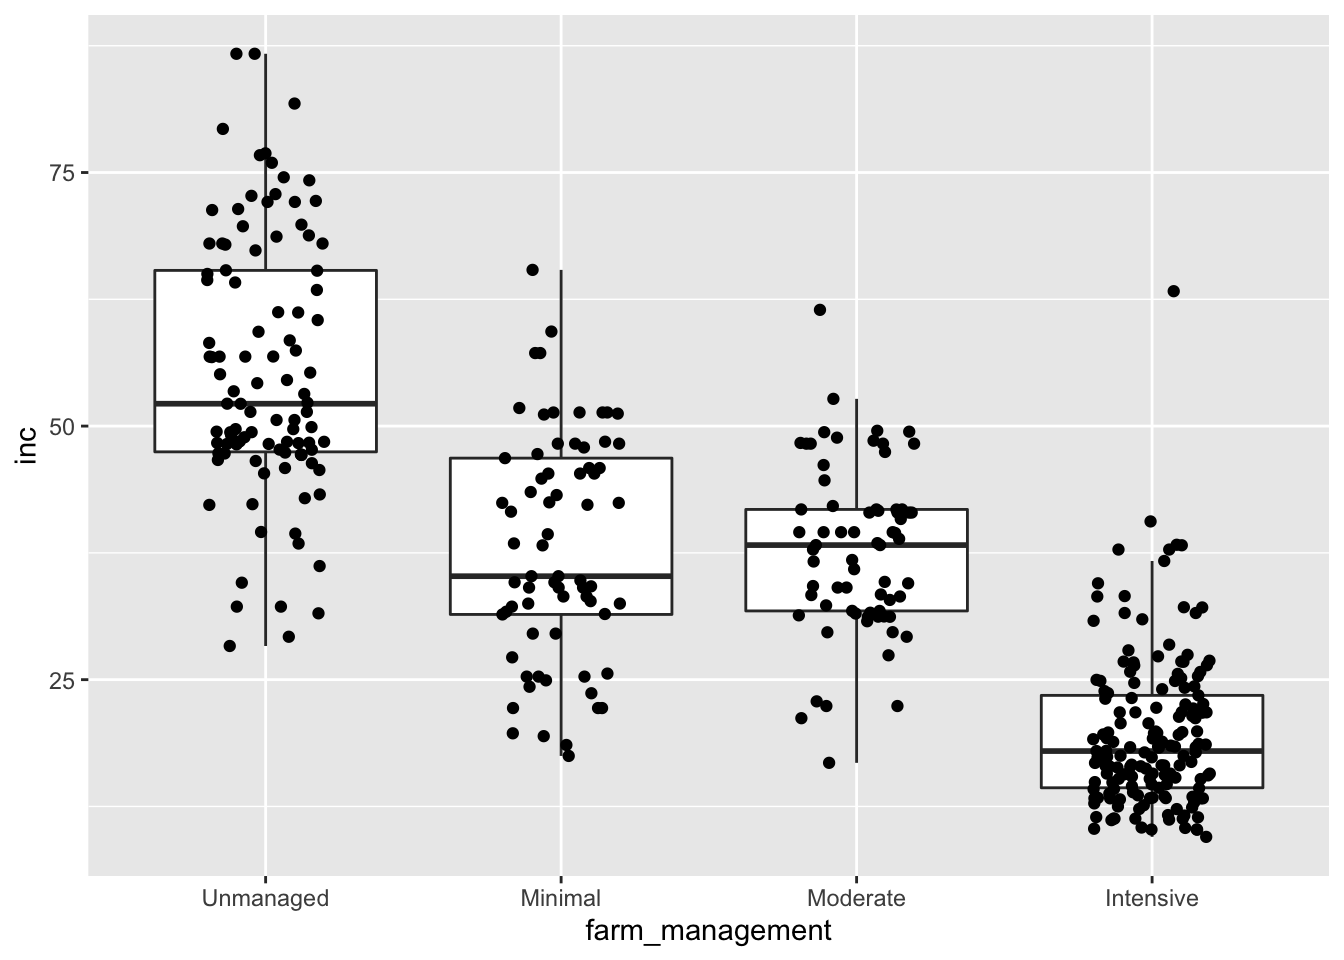 75
50
25
inc
Unmanaged
Minimal
Moderate
Intensive
farm_management